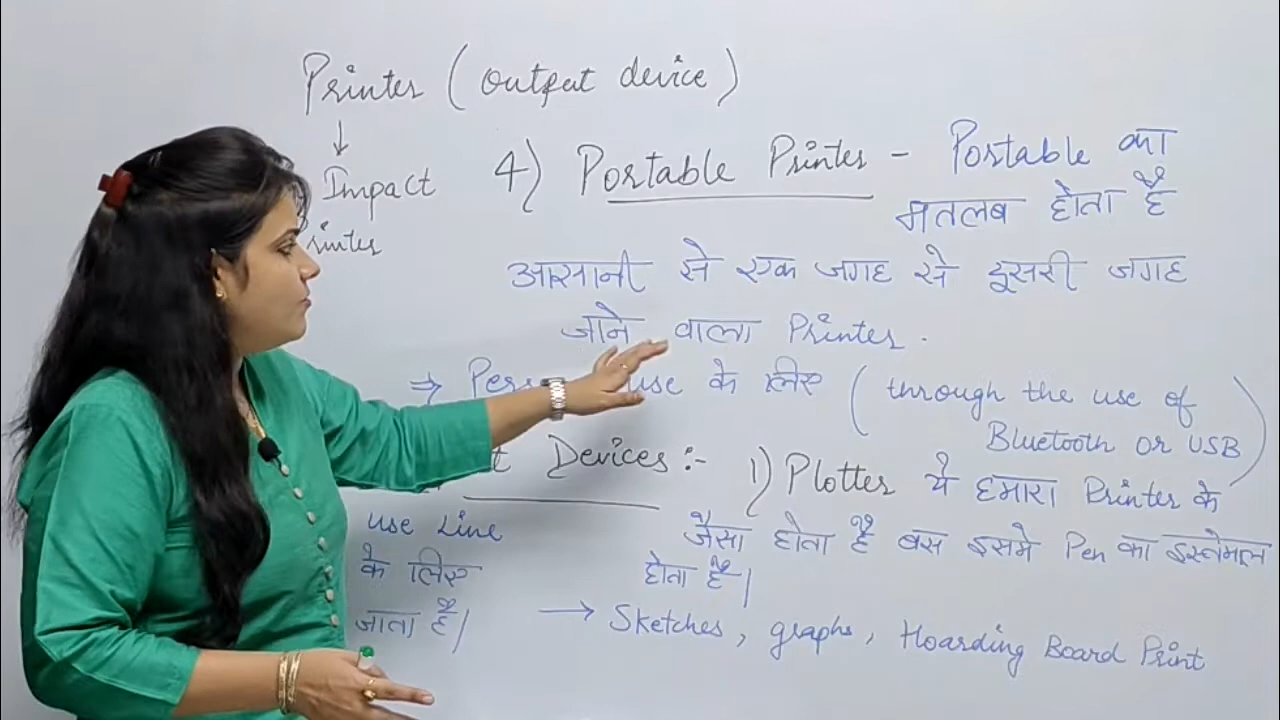 Printer (output device)
↓
Impact
Printer
4) Portable Printer - Portable का
मतलब होता है
आसानी से एक जगह से दूसरी जगह
जाने वाला Printer.
⇒ use के लिए (through the use of
Bluetooth or USB)
Devices:-
1) Plotter ये हमारा Printer के
जैसा होता है बस इसमे Pen का इस्तेमाल
होता है|
→ Sketches, graphs, Hoarding Board Print
use Line
के लिए
जाता है|